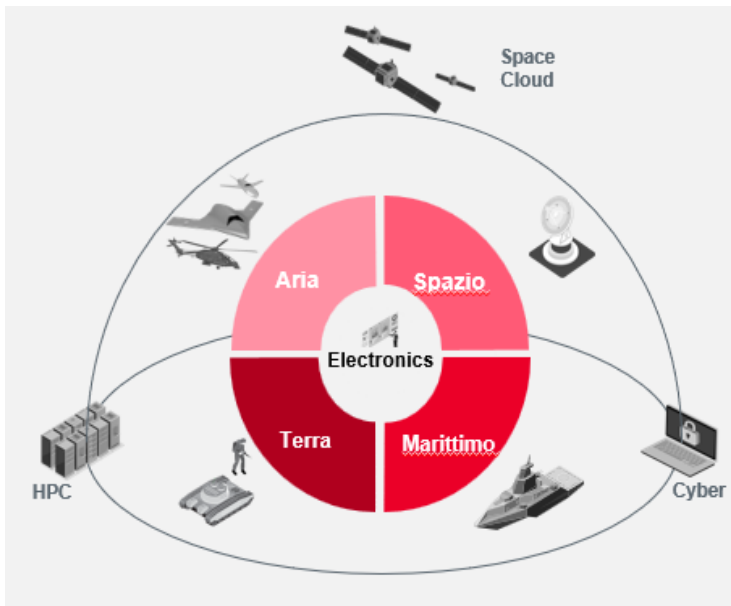 Space
Cloud
Aria
Spazio
Electronics
Terra
Marittimo
HPC
Cyber